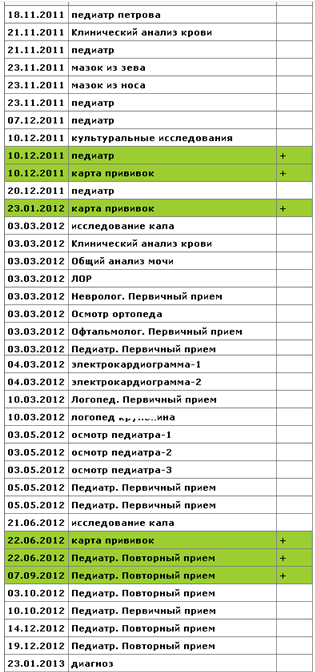 18.11.2011 педиатр петрова
21.11.2011 Клинический анализ крови
21.11.2011 педиатр
23.11.2011 мазок из зева
23.11.2011 мазок из носа
23.11.2011 педиатр
07.12.2011 педиатр
10.12.2011 культуральные исследования
10.12.2011 педиатр +
10.12.2011 карта прививок +
20.12.2011 педиатр
23.01.2012 карта прививок +
03.03.2012 исследование кала
03.03.2012 Клинический анализ крови
03.03.2012 Общий анализ мочи
03.03.2012 ЛОР
03.03.2012 Невролог. Первичный прием
03.03.2012 Осмотр ортопеда
03.03.2012 Офтальмолог. Первичный прием
03.03.2012 Педиатр. Первичный прием
04.03.2012 электрокардиограмма-1
04.03.2012 электрокардиограмма-2
10.03.2012 Логопед. Первичный прием
10.03.2012 логопед
03.05.2012 осмотр педиатра-1
03.05.2012 осмотр педиатра-2
03.05.2012 осмотр педиатра-3
05.05.2012 Педиатр. Первичный прием
05.05.2012 Педиатр. Первичный прием
21.06.2012 исследование кала
22.06.2012 карта прививок +
22.06.2012 Педиатр. Повторный прием +
07.09.2012 Педиатр. Повторный прием +
03.10.2012 Педиатр. Повторный прием
10.10.2012 Педиатр. Первичный прием
14.12.2012 Педиатр. Повторный прием
19.12.2012 Педиатр. Повторный прием
23.01.2013 диагноз